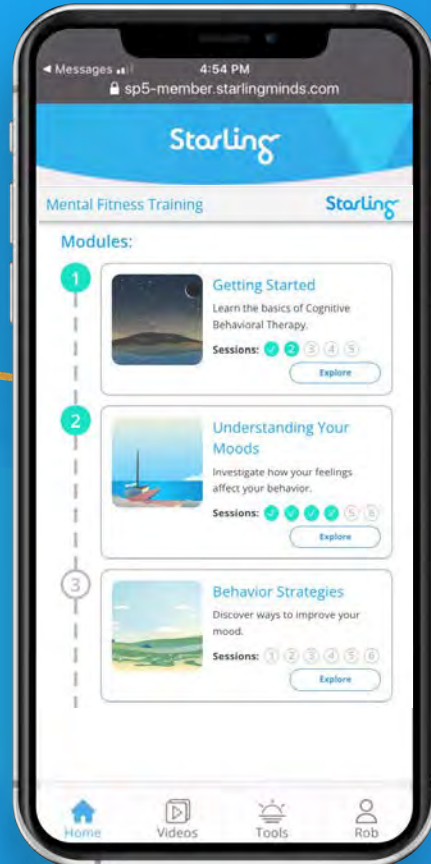 Messages 4:54 PM
sp5-member.starlingminds.com
Starling
Mental Fitness Training Starling
Modules:
1
Getting Started
Learn the basics of Cognitive
Behavioral Therapy.
Sessions: ✓ 2 3 4 5
Explore
2
Understanding Your
Moods
Investigate how your feelings
affect your behavior.
Sessions: ✓ ✓ ✓ ✓ 5 6
Explore
3
Behavior Strategies
Discover ways to improve your
mood.
Sessions: 1 2 3 4 5 6
Explore
Home Videos Tools Rob